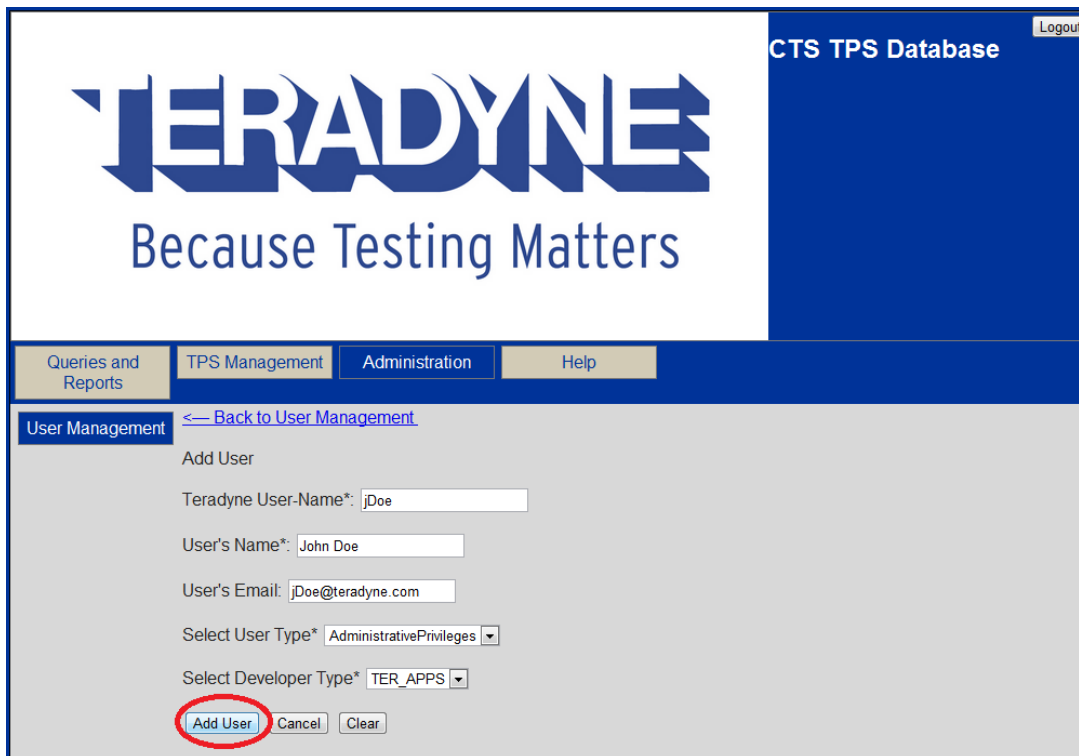 Logout
CTS TPS Database
TERADYNE
Because Testing Matters
Queries and Reports
TPS Management
Administration
Help
User Management
<— Back to User Management
Add User
Teradyne User-Name*: jDoe
User's Name*: John Doe
User's Email: jDoe@teradyne.com
Select User Type* AdministrativePrivileges
Select Developer Type* TER_APPS
Add User Cancel Clear